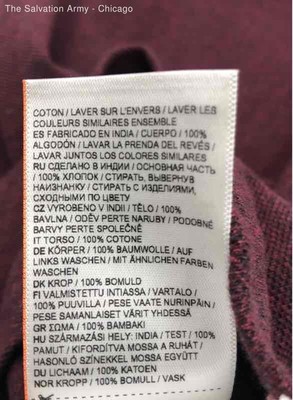 The Salvation Army - Chicago
COTON / LAVER SUR L'ENVERS / LAVER LES
COULEURS SIMILAIRES ENSEMBLE
ES FABRICADO EN INDIA / CUERPO / 100%
ALGODÓN / LAVAR LA PRENDA DEL REVÉS /
LAVAR JUNTOS LOS COLORES SIMILARES
RU СДЕЛАНО В ИНДИИ / ОСНОВНАЯ ЧАСТЬ
/ 100% ХЛОПОК / СТИРАТЬ, ВЫВЕРНУВ
НАИЗНАНКУ / СТИРАТЬ С ИЗДЕЛИЯМИ,
СХОДНЫМИ ПО ЦВЕТУ
CZ VYROBENO V INDII / TĚLO / 100%
BAVLNA / ODĚV PERTE NARUBY / PODOBNÉ
BARVY PERTE SPOLEČNĚ
IT TORSO / 100% COTONE
DE KÖRPER / 100% BAUMWOLLE / AUF
LINKS WASCHEN / MIT ÄHNLICHEN FARBEN
WASCHEN
DK KROP / 100% BOMULD
FI VALMISTETTU INTIASSA / VARTALO /
100% PUUVILLA / PESE VAATE NURINPÄIN /
PESE SAMANLAISET VÄRIT YHDESSÄ
GR ΣΩΜΑ / 100% ΒΑΜΒΑΚΙ
HU SZÁRMAZÁSI HELY: INDIA / TEST / 100%
PAMUT / KIFORDÍTVA MOSSA A RUHÁT /
HASONLÓ SZÍNEKKEL MOSSA EGYÜTT
DU LICHAAM / 100% KATOEN
NOR KROPP / 100% BOMULL / VASK